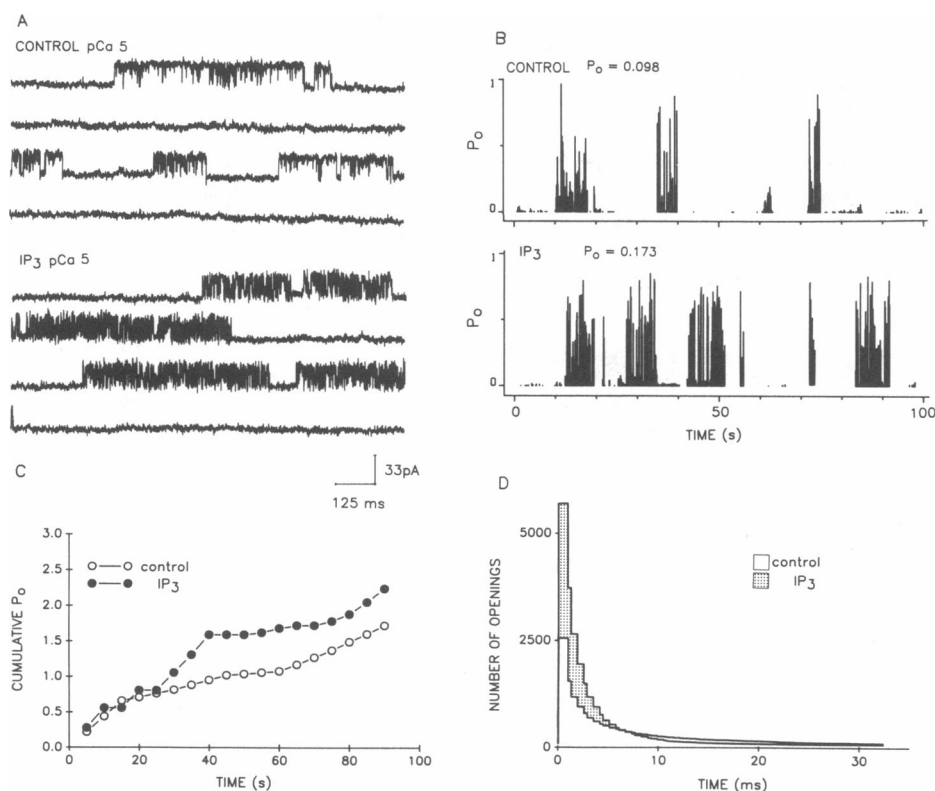 A
CONTROL pCa 5
IP3 pCa 5
33pA
125 ms
B
CONTROL Po = 0.098
1
Po
0
IP3 Po = 0.173
1
Po
0
0 50 100
TIME (s)
C
3.0
2.5
2.0
1.5
1.0
0.5
0.0
CUMULATIVE Po
control
IP3
0 20 40 60 80 100
TIME (s)
D
5000
2500
0
NUMBER OF OPENINGS
control
IP3
0 10 20 30
TIME (ms)